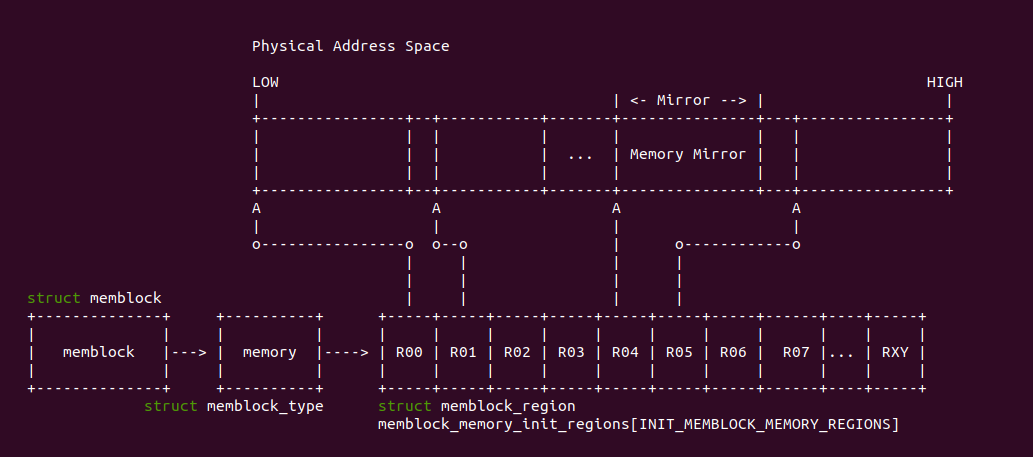 Physical Address Space
LOW HIGH
<- Mirror -->
... Memory Mirror
A A A A
struct memblock
memblock ---> memory ----> R00 R01 R02 R03 R04 R05 R06 R07 ... RXY
struct memblock_type struct memblock_region
memblock_memory_init_regions[INIT_MEMBLOCK_MEMORY_REGIONS]